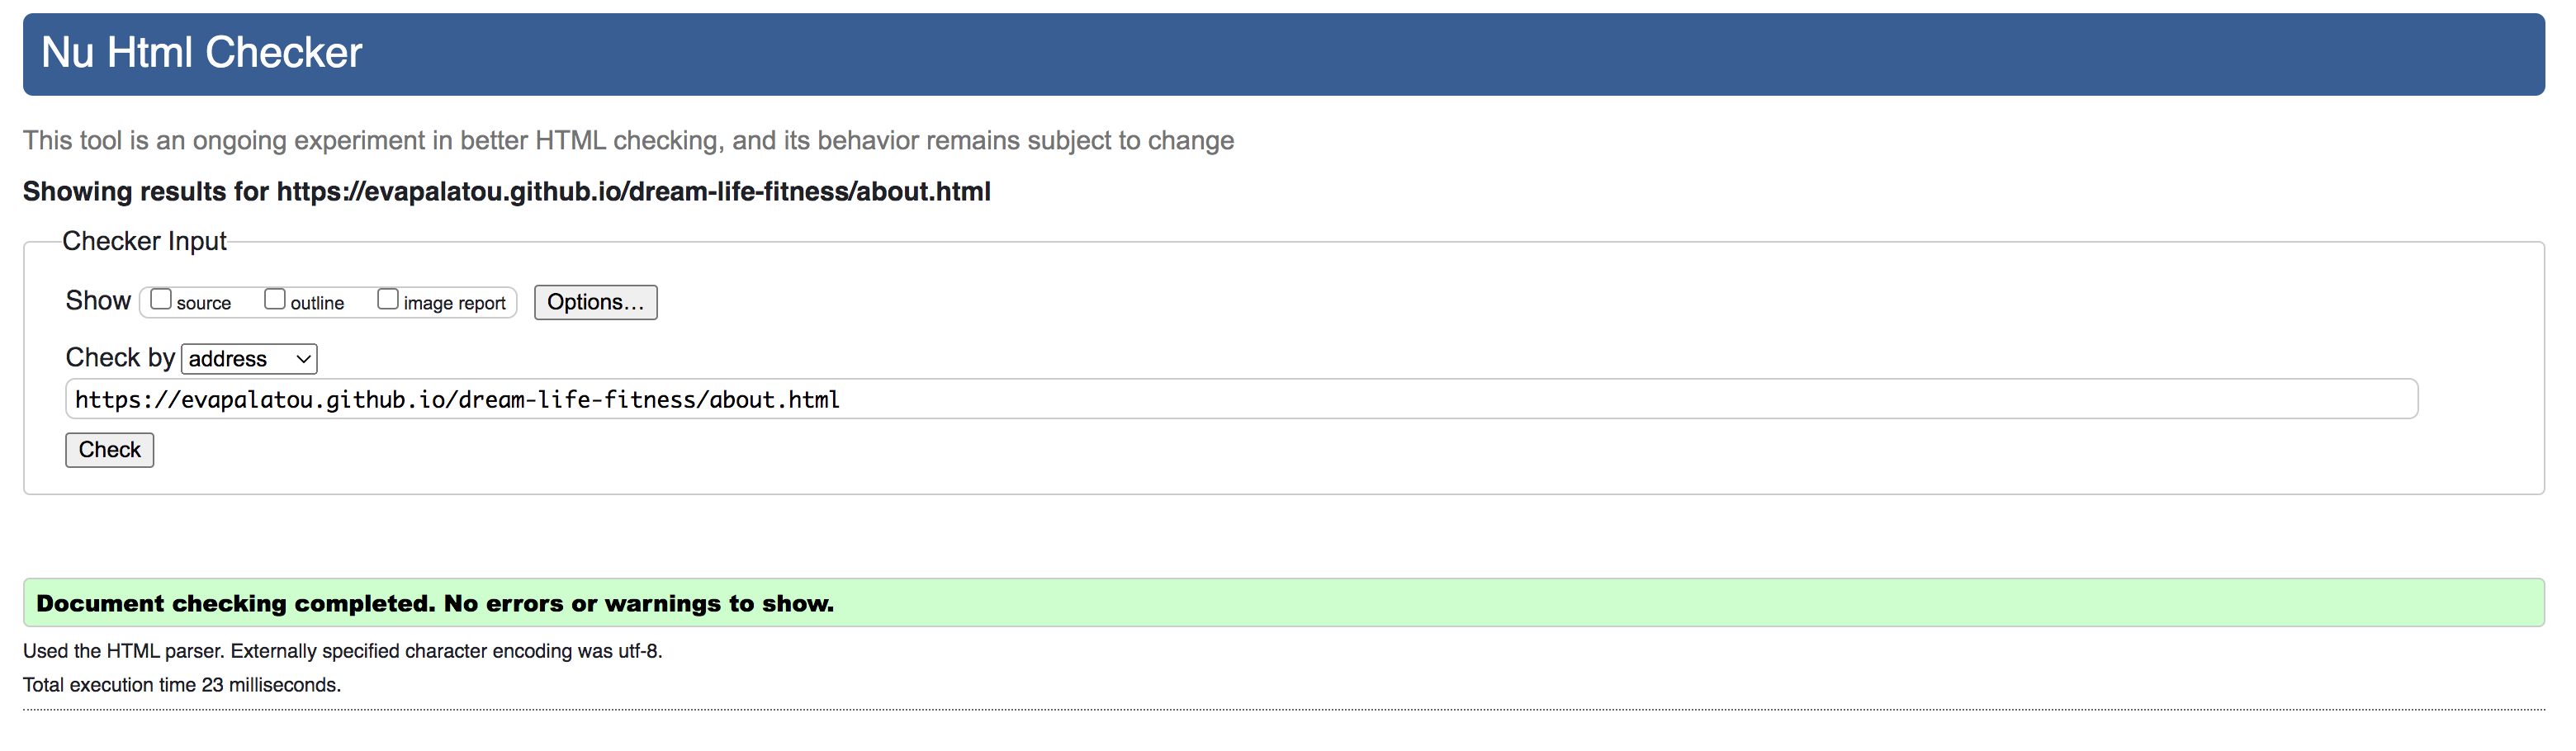 Nu Html Checker
This tool is an ongoing experiment in better HTML checking, and its behavior remains subject to change
Showing results for https://evapalatou.github.io/dream-life-fitness/about.html
Checker Input
Show source outline image report Options...
Check by address
https://evapalatou.github.io/dream-life-fitness/about.html
Check
Document checking completed. No errors or warnings to show.
Used the HTML parser. Externally specified character encoding was utf-8.
Total execution time 23 milliseconds.